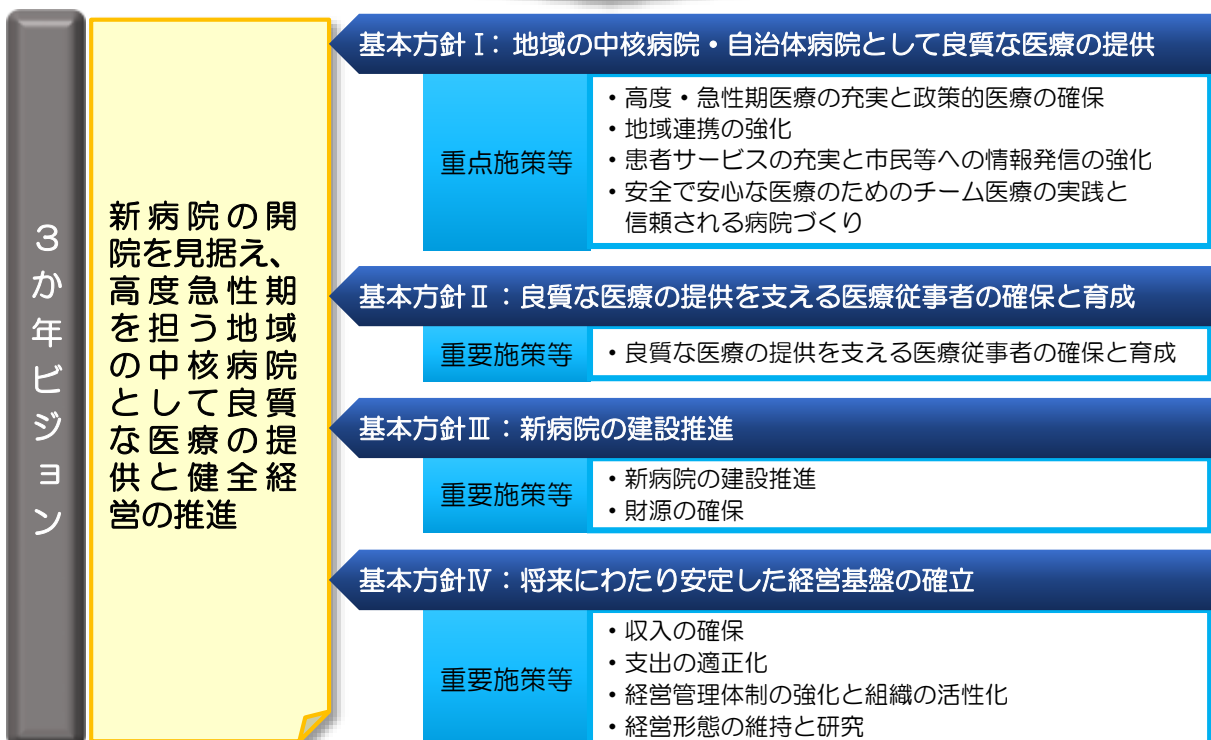 3か年ビジョン
新病院の開
院を見据え、
高度急性期
を担う地域
の中核病院
として良質
な医療の提
供と健全経
営の推進
基本方針Ⅰ：地域の中核病院・自治体病院として良質な医療の提供
重点施策等
・高度・急性期医療の充実と政策的医療の確保
・地域連携の強化
・患者サービスの充実と市民等への情報発信の強化
・安全で安心な医療のためのチーム医療の実践と
信頼される病院づくり
基本方針Ⅱ：良質な医療の提供を支える医療従事者の確保と育成
重要施策等
・良質な医療の提供を支える医療従事者の確保と育成
基本方針Ⅲ：新病院の建設推進
重要施策等
・新病院の建設推進
・財源の確保
基本方針Ⅳ：将来にわたり安定した経営基盤の確立
重要施策等
・収入の確保
・支出の適正化
・経営管理体制の強化と組織の活性化
・経営形態の維持と研究